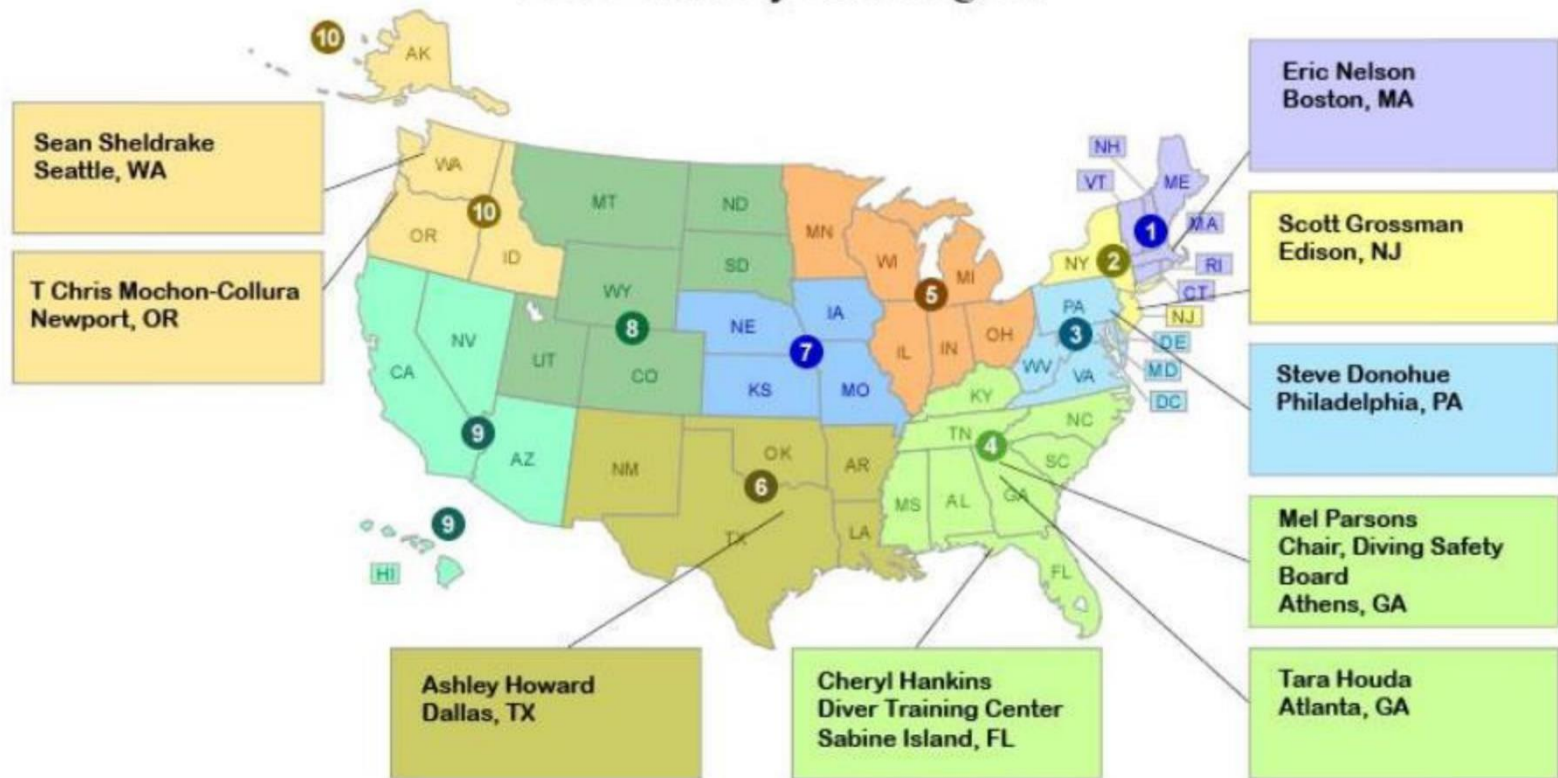 10
AK
Eric Nelson
Boston, MA
Sean Sheldrake
Seattle, WA
T Chris Mochon-Collura
Newport, OR
Scott Grossman
Edison, NJ
Steve Donohue
Philadelphia, PA
Mel Parsons
Chair, Diving Safety
Board
Athens, GA
Tara Houda
Atlanta, GA
Cheryl Hankins
Diver Training Center
Sabine Island, FL
Ashley Howard
Dallas, TX
WA
10
OR
ID
MT
ND
SD
WY
8
UT
CO
CA
NV
9
AZ
9
HI
NE
IA
7
KS
MO
MN
WI
MI
5
IL
IN
OH
NM
OK
AR
6
TX
LA
KY
TN
4
NC
SC
MS
AL
GA
FL
NH
VT
ME
1
MA
RI
CT
NY
2
NJ
PA
3
DE
MD
DC
WV
VA